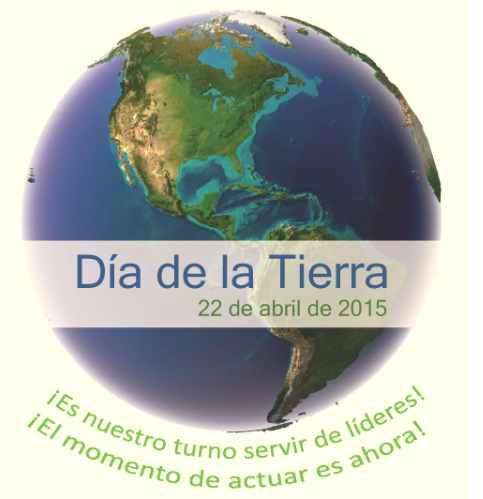 Día de la Tierra
22 de abril de 2015
¡Es nuestro turno servir de líderes!
¡El momento de actuar es ahora!